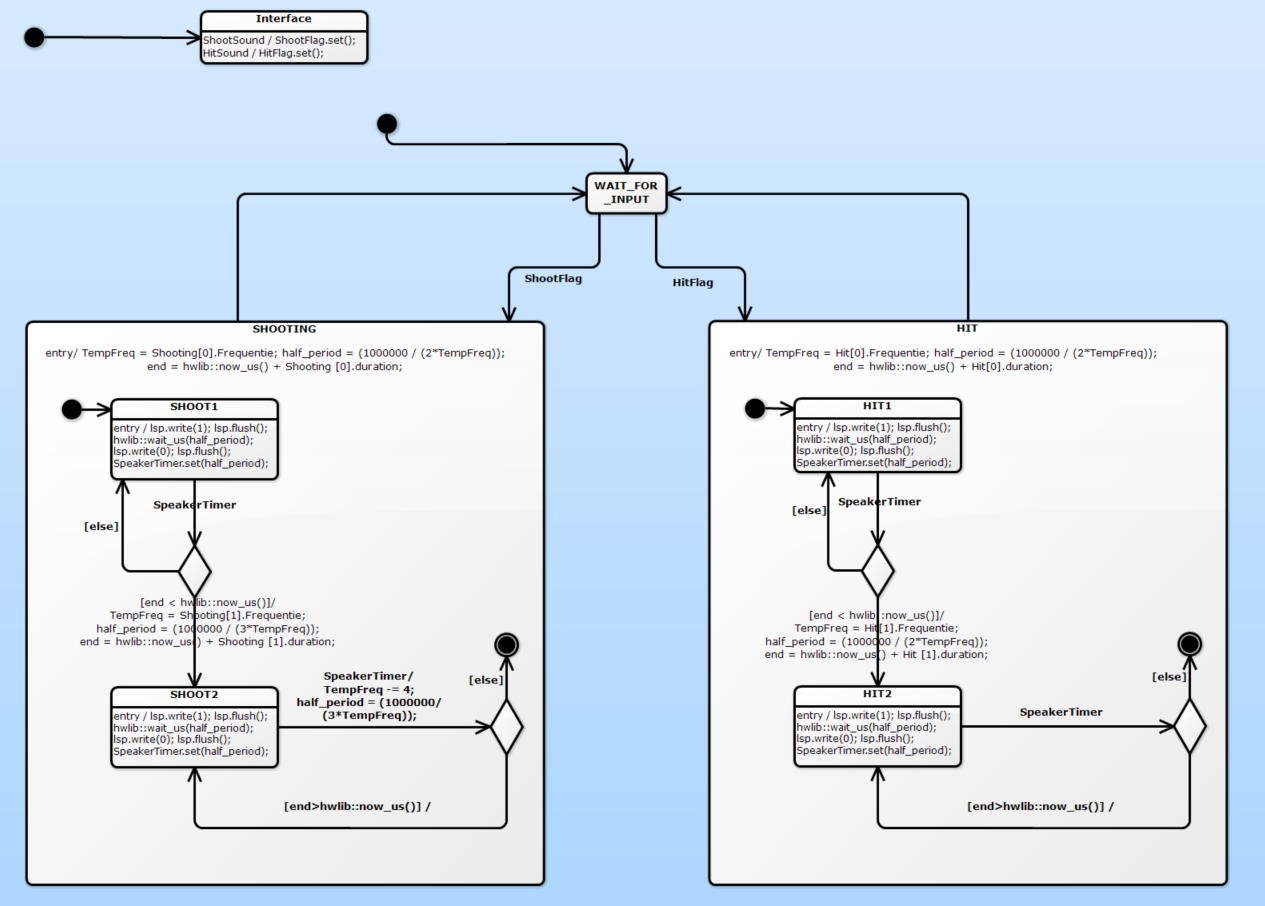 Interface
ShootSound / ShootFlag.set();
HitSound / HitFlag.set();
WAIT_FOR
_INPUT
ShootFlag
HitFlag
SHOOTING
entry/ TempFreq = Shooting[0].Frequentie; half_period = (1000000 / (2*TempFreq));
end = hwlib::now_us() + Shooting [0].duration;
SHOOT1
entry / lsp.write(1); lsp.flush();
hwlib::wait_us(half_period);
lsp.write(0); lsp.flush();
SpeakerTimer.set(half_period);
SpeakerTimer
[else]
[end < hwlib::now_us()]/
TempFreq = Shooting[1].Frequentie;
half_period = (1000000 / (3*TempFreq));
end = hwlib::now_us() + Shooting [1].duration;
SHOOT2
entry / lsp.write(1); lsp.flush();
hwlib::wait_us(half_period);
lsp.write(0); lsp.flush();
SpeakerTimer.set(half_period);
SpeakerTimer/
TempFreq -= 4;
half_period = (1000000/
(3*TempFreq));
[else]
[end>hwlib::now_us()] /
HIT
entry/ TempFreq = Hit[0].Frequentie; half_period = (1000000 / (2*TempFreq));
end = hwlib::now_us() + Hit[0].duration;
HIT1
entry / lsp.write(1); lsp.flush();
hwlib::wait_us(half_period);
lsp.write(0); lsp.flush();
SpeakerTimer.set(half_period);
SpeakerTimer
[else]
[end < hwlib::now_us()]/
TempFreq = Hit[1].Frequentie;
half_period = (1000000 / (2*TempFreq));
end = hwlib::now_us() + Hit [1].duration;
HIT2
entry / lsp.write(1); lsp.flush();
hwlib::wait_us(half_period);
lsp.write(0); lsp.flush();
SpeakerTimer.set(half_period);
SpeakerTimer
[else]
[end>hwlib::now_us()] /